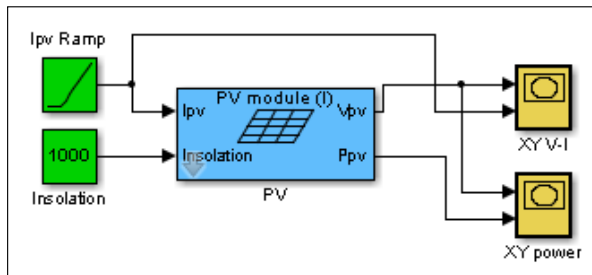 Ipv Ramp
PV module (I)
Ipv
Vpv
1000
Insolation
Ppv
Insolation
PV
XY V-I
XY power